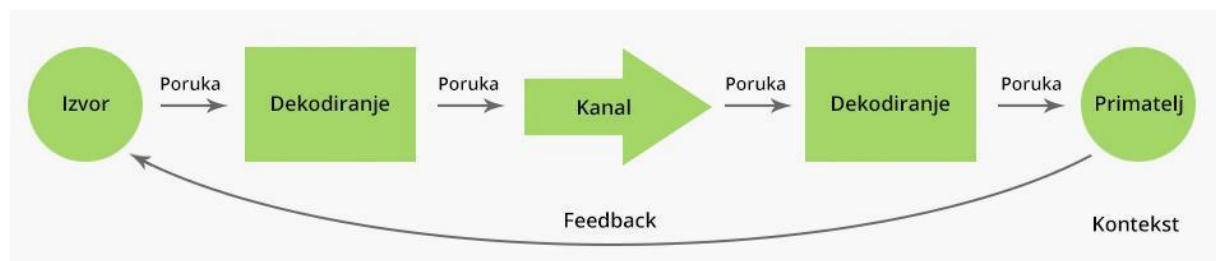 Izvor
Poruka
Dekodiranje
Poruka
Kanal
Poruka
Dekodiranje
Poruka
Primatelj
Feedback
Kontekst